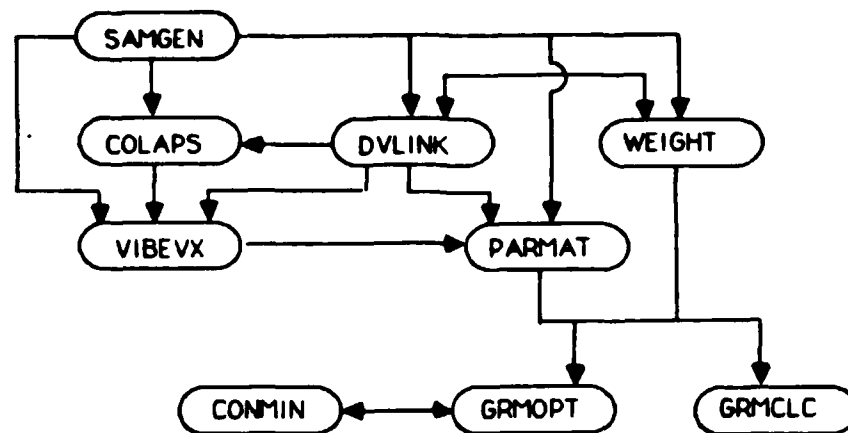 SAMGEN
COLAPS
DVLINK
WEIGHT
VIBEVX
PARMAT
CONMIN
GRMOPT
GRMCLC